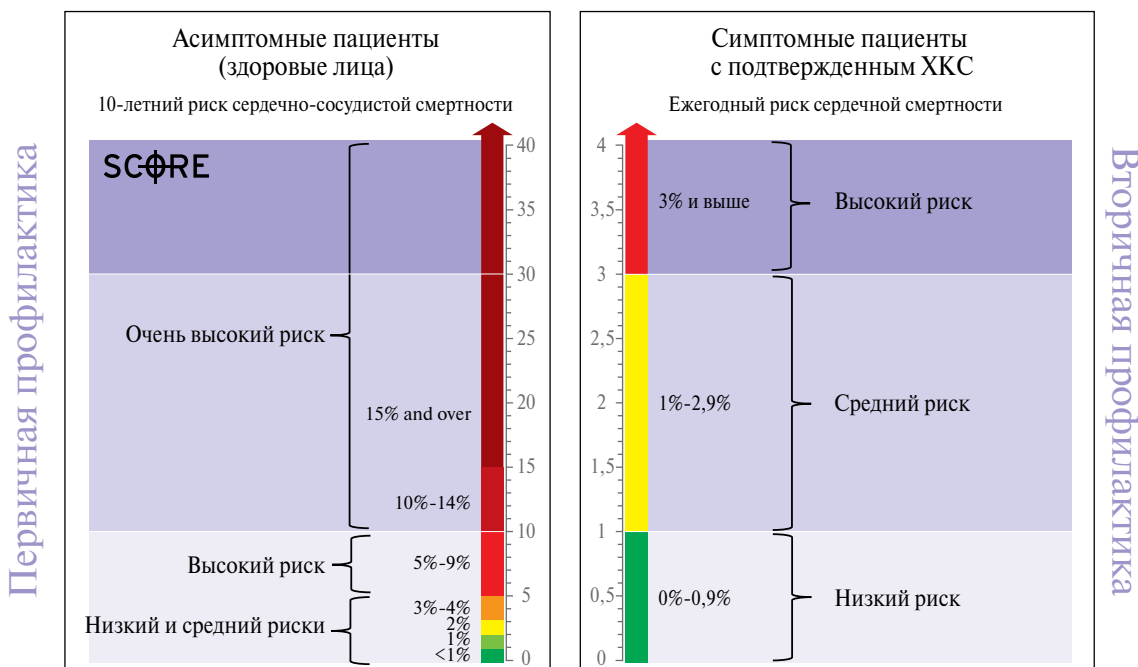 Первичная профилактика
Асимптомные пациенты
(здоровые лица)
10-летний риск сердечно-сосудистой смертности
SCORE
40
35
30
25
20
15
10
5
0
Очень высокий риск
15% and over
10%-14%
Высокий риск
5%-9%
Низкий и средний риски
3%-4%
2%
1%
<1%
Симптомные пациенты
с подтвержденным ХКС
Ежегодный риск сердечной смертности
4
3,5
3
2,5
2
1,5
1
0,5
0
3% и выше
Высокий риск
1%-2,9%
Средний риск
0%-0,9%
Низкий риск
Вторичная профилактика